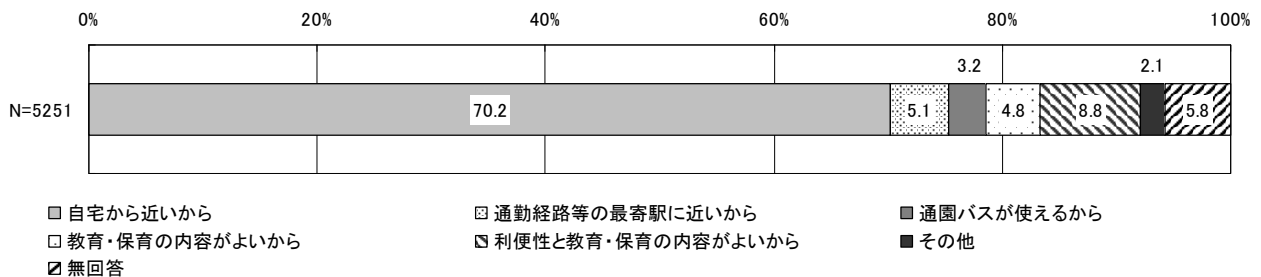 0% 20% 40% 60% 80% 100%
3.2 2.1
N=5251 70.2 5.1 4.8 8.8 5.8
自宅から近いから 通勤経路等の最寄駅に近いから 通園バスが使えるから
教育・保育の内容がよいから 利便性と教育・保育の内容がよいから その他
無回答